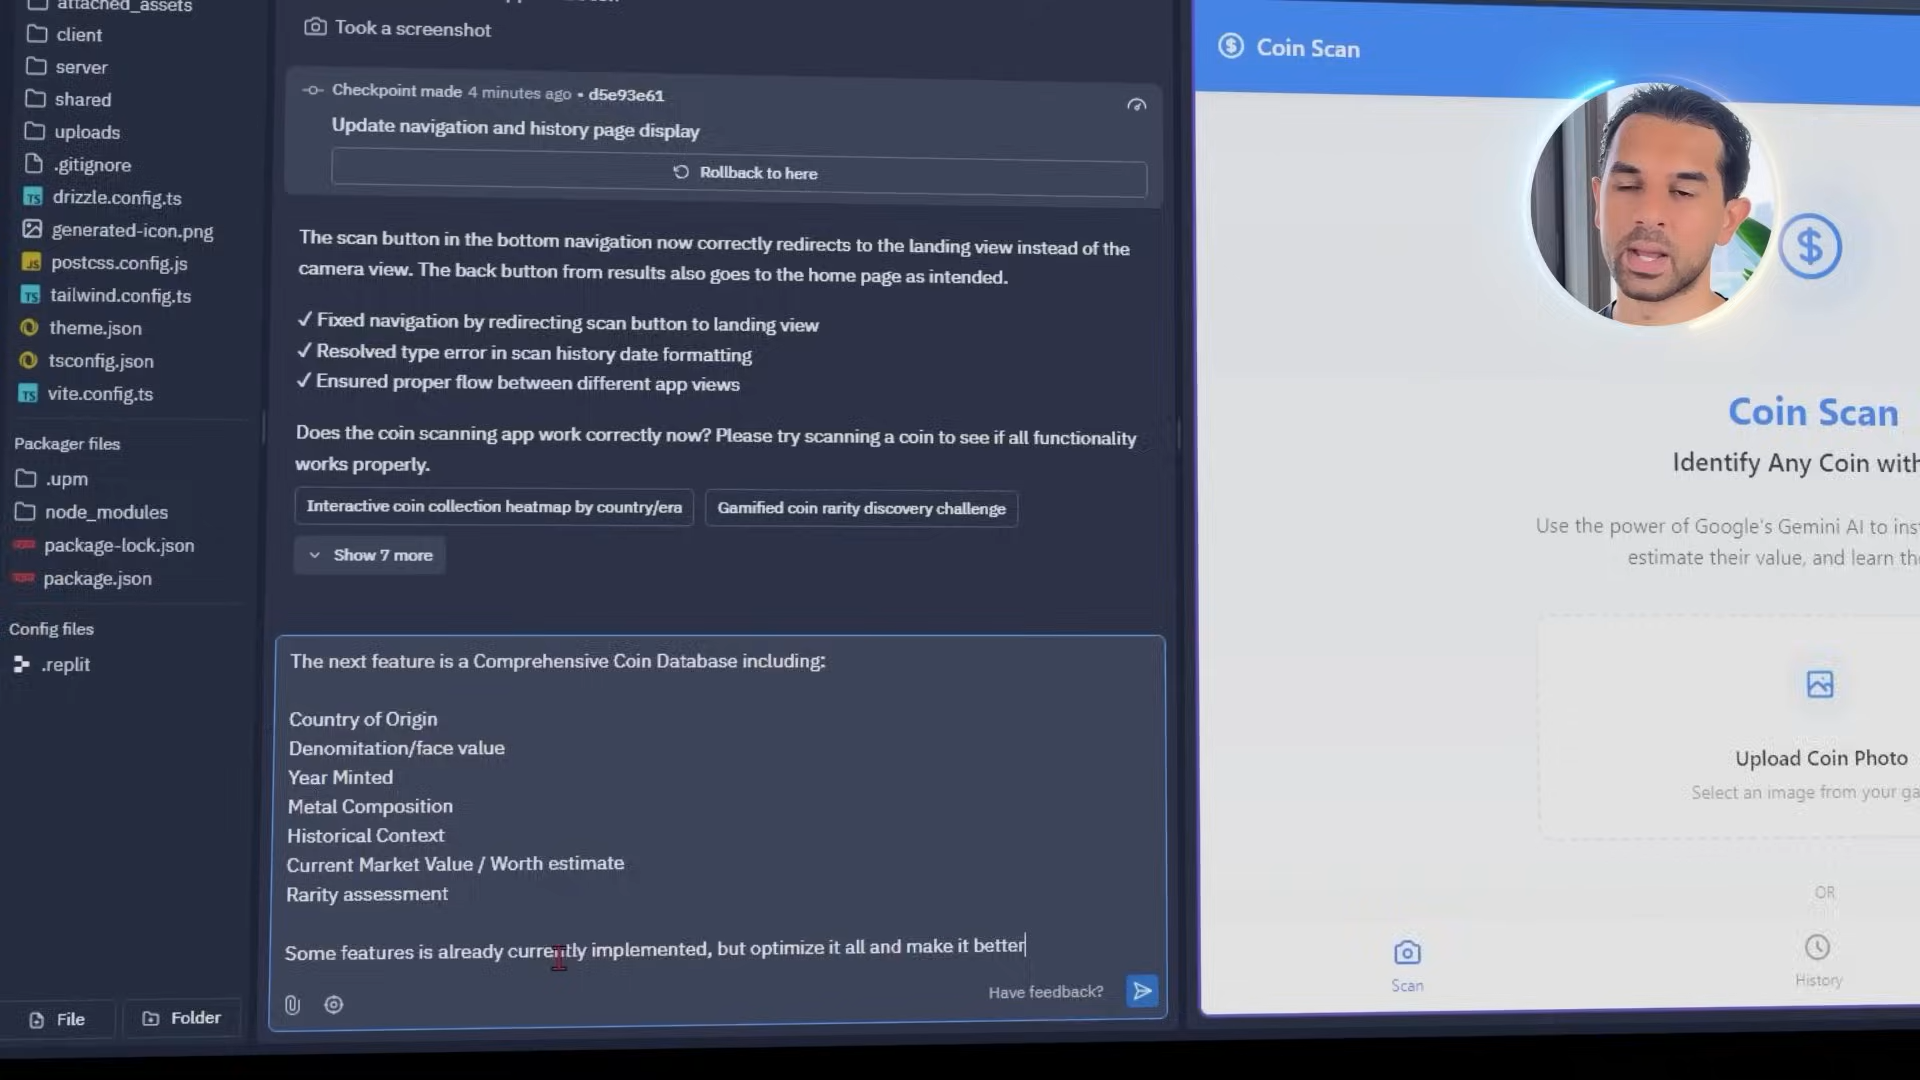 attached_assets
client
server
shared
uploads
.gitignore
drizzle.config.ts
generated-icon.png
postcss.config.js
tailwind.config.ts
theme.json
tsconfig.json
vite.config.ts
Packager files
.upm
node_modules
package-lock.json
package.json
Config files
.replit
File
Folder
Took a screenshot
Checkpoint made 4 minutes ago • d5e93e61
Update navigation and history page display
Rollback to here
The scan button in the bottom navigation now correctly redirects to the landing view instead of the
camera view. The back button from results also goes to the home page as intended.
✓ Fixed navigation by redirecting scan button to landing view
✓ Resolved type error in scan history date formatting
✓ Ensured proper flow between different app views
Does the coin scanning app work correctly now? Please try scanning a coin to see if all functionality
works properly.
Interactive coin collection heatmap by country/era
Gamified coin rarity discovery challenge
Show 7 more
The next feature is a Comprehensive Coin Database including:
Country of Origin
Denomitation/face value
Year Minted
Metal Composition
Historical Context
Current Market Value / Worth estimate
Rarity assessment
Some features is already currently implemented, but optimize it all and make it better
Have feedback?
Coin Scan
Coin Scan
Identify Any Coin with
Use the power of Google's Gemini AI to
estimate their value, and learn
Upload Coin Photo
Select an image from your
OR
Scan
History